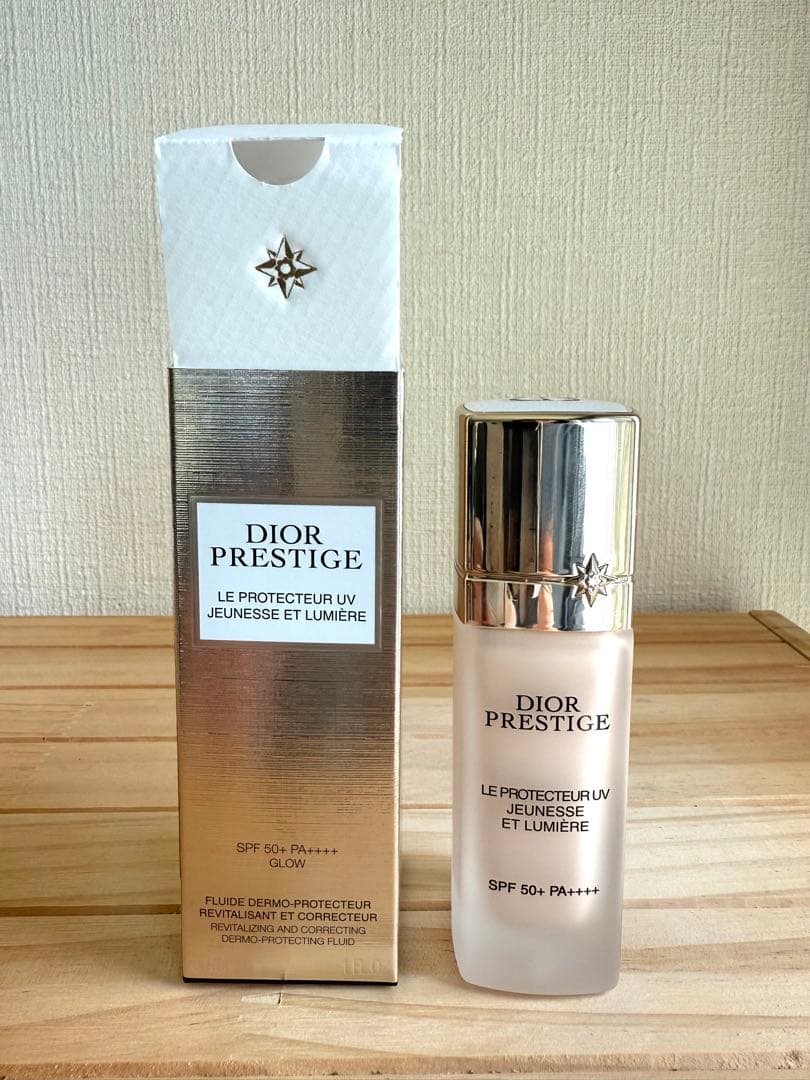 DIOR
PRESTIGE
LE PROTECTEUR UV
JEUNESSE ET LUMIÈRE
SPF 50+ PA++++
GLOW
FLUIDE DERMO-PROTECTEUR
REVITALISANT ET CORRECTEUR
REVITALIZING AND CORRECTING
DERMO-PROTECTING FLUID
DIOR
PRESTIGE
LE PROTECTEUR UV
JEUNESSE
ET LUMIÈRE
SPF 50+ PA++++